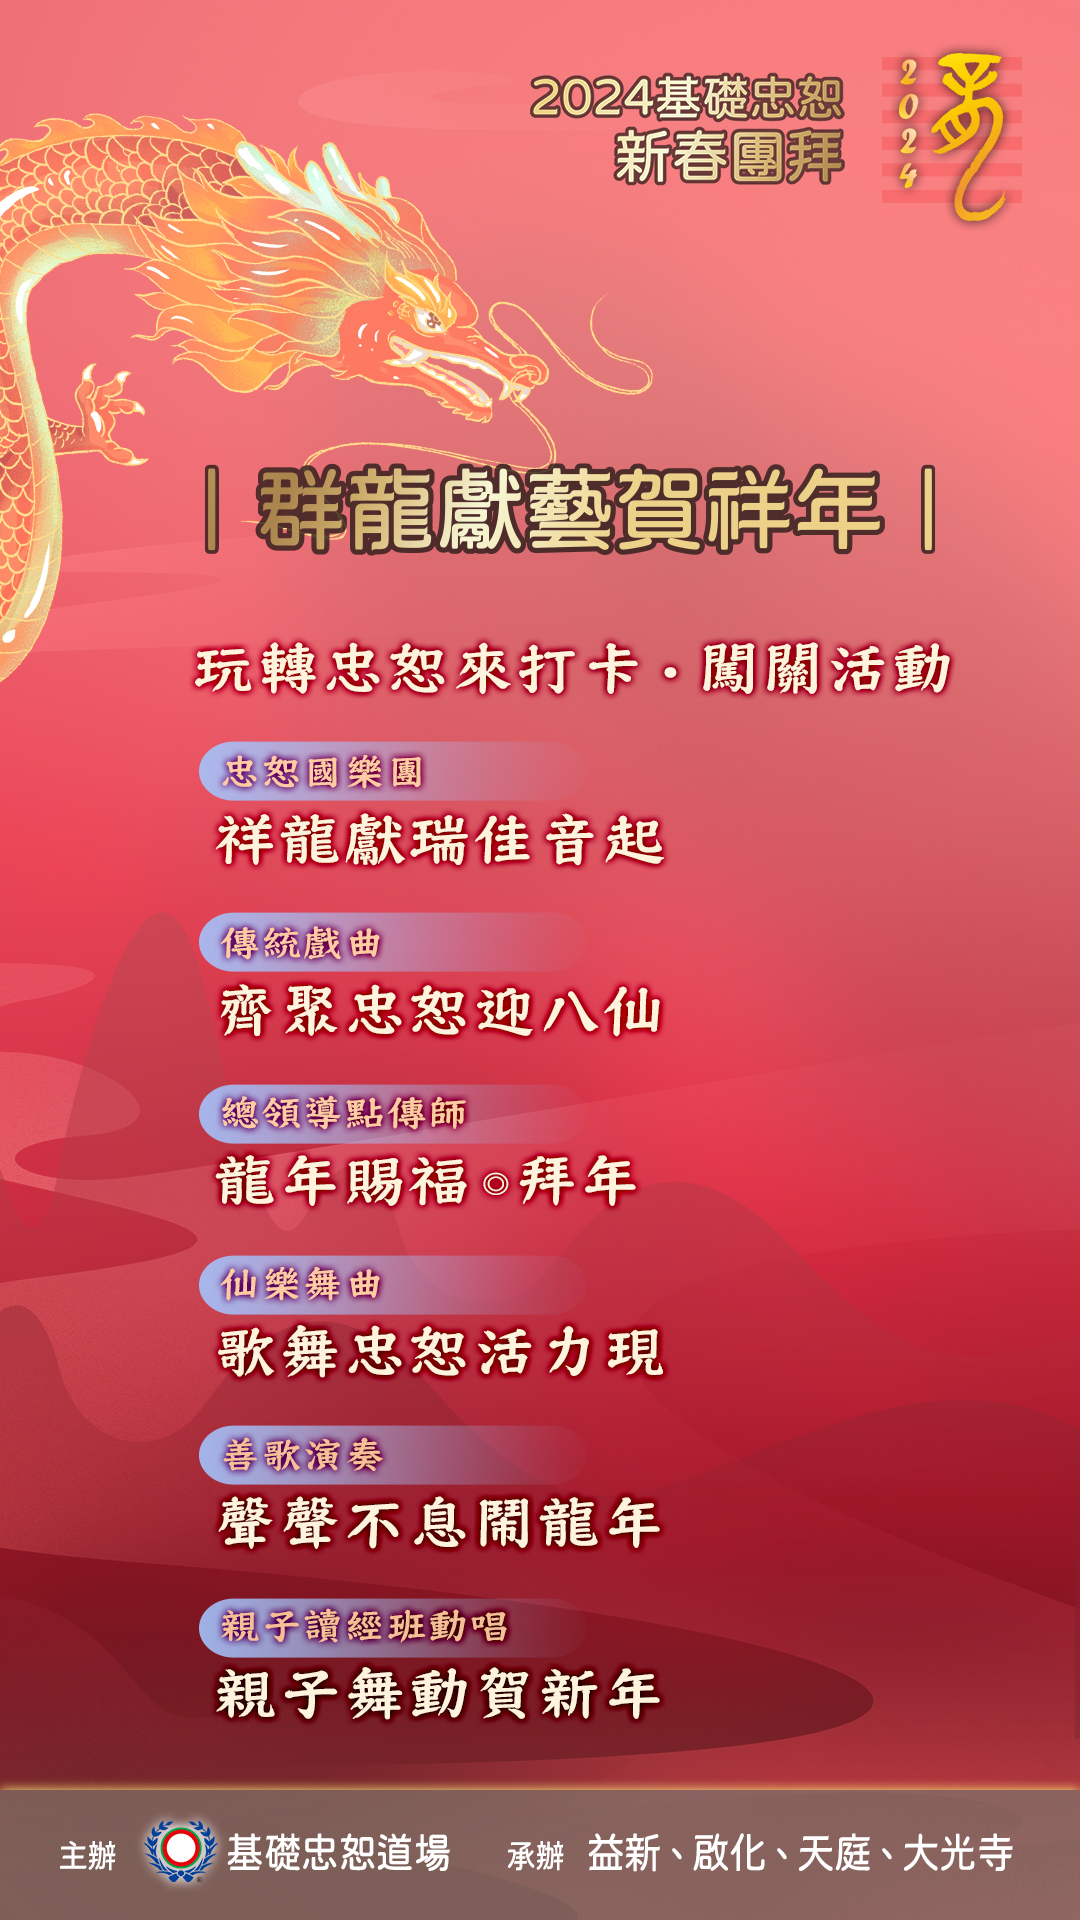 2024基礎忠恕
新春團拜
2024
群龍獻藝賀祥年
玩轉忠恕來打卡・闖關活動
忠恕國樂團
祥龍獻瑞佳音起
傳統戲曲
齊聚忠恕迎八仙
總領導點傳師
龍年賜福◎拜年
仙樂舞曲
歌舞忠恕活力現
善歌演奏
聲聲不息鬧龍年
親子讀經班動唱
親子舞動賀新年
主辦 基礎忠恕道場 承辦 益新、啟化、天庭、大光寺